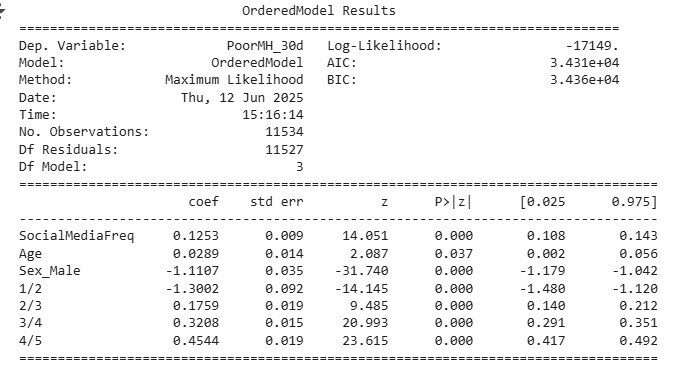 OrderedModel Results
==============================================================================
Dep. Variable: PoorMH_30d Log-Likelihood: -17149.
Model: OrderedModel AIC: 3.431e+04
Method: Maximum Likelihood BIC: 3.436e+04
Date: Thu, 12 Jun 2025
Time: 15:16:14
No. Observations: 11534
Df Residuals: 11527
Df Model: 3
===================================================================================
coef std err z P>|z| [0.025 0.975]
-----------------------------------------------------------------------------------
SocialMediaFreq 0.1253 0.009 14.051 0.000 0.108 0.143
Age 0.0289 0.014 2.087 0.037 0.002 0.056
Sex_Male -1.1107 0.035 -31.740 0.000 -1.179 -1.042
1/2 -1.3002 0.092 -14.145 0.000 -1.480 -1.120
2/3 0.1759 0.019 9.485 0.000 0.140 0.212
3/4 0.3208 0.015 20.993 0.000 0.291 0.351
4/5 0.4544 0.019 23.615 0.000 0.417 0.492
===================================================================================